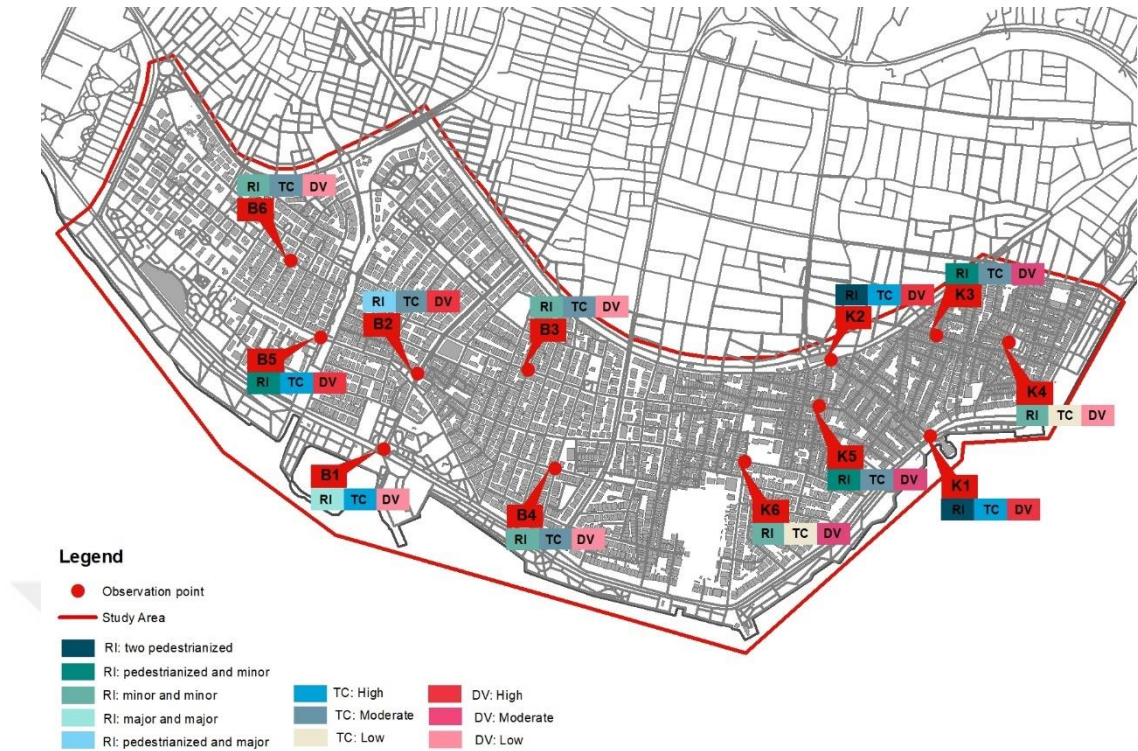 RI TC DV
B6
RI TC DV
K3
RI TC DV
B2
RI TC DV
B3
RI TC DV
K2
B5
RI TC DV
K4
RI TC DV
B1
RI TC DV
B4
RI TC DV
K5
RI TC DV
K6
RI TC DV
K1
RI TC DV
Legend
Observation point
Study Area
RI: two pedestrianized
RI: pedestrianized and minor
RI: minor and minor
RI: major and major
RI: pedestrianized and major
TC: High
TC: Moderate
TC: Low
DV: High
DV: Moderate
DV: Low